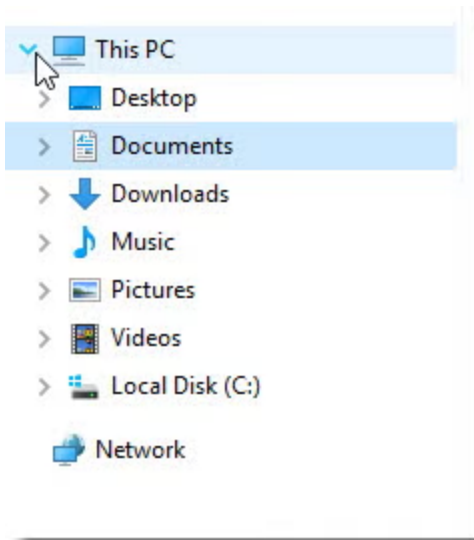 This PC
Desktop
Documents
Downloads
Music
Pictures
Videos
Local Disk (C:)
Network